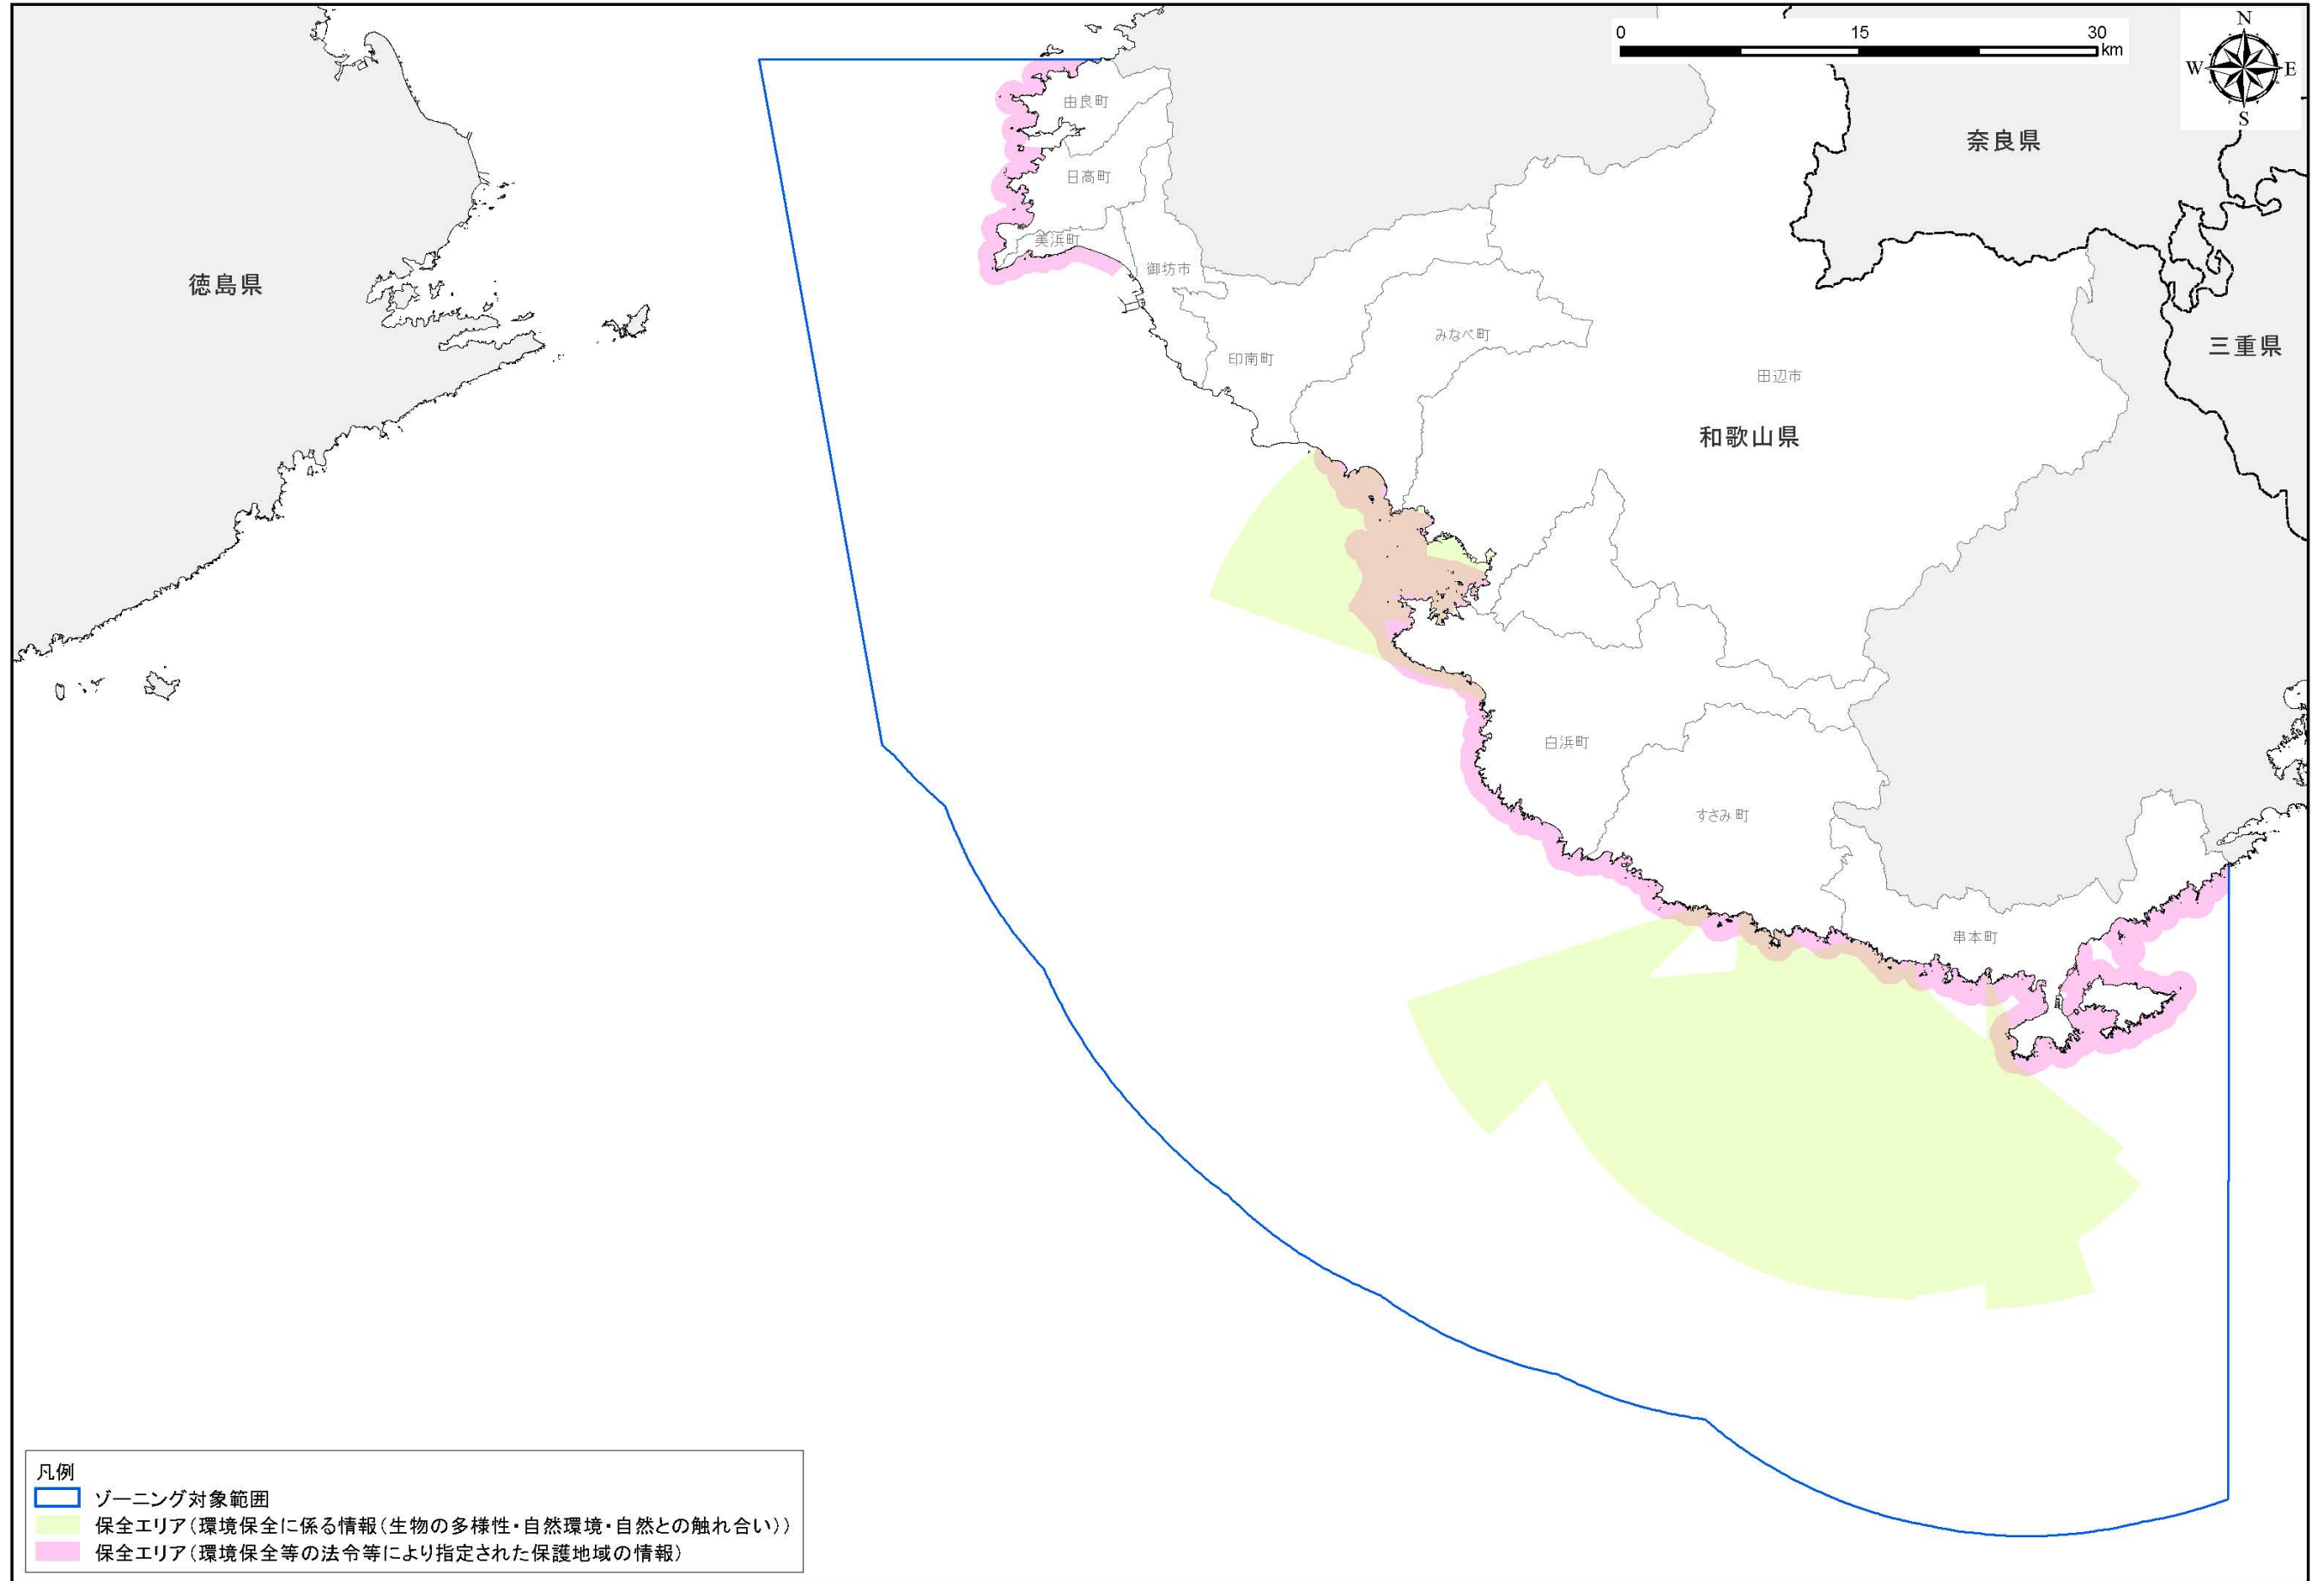 0 15 30
km
N
W E
S
由良町
奈良県
日高町
美浜町
御坊市
徳島県
みなべ町
三重県
印南町
田辺市
和歌山県
白浜町
すさみ町
串本町
凡例
ゾーニング対象範囲
保全エリア(環境保全に係る情報(生物の多様性・自然環境・自然との触れ合い))
保全エリア(環境保全等の法令等により指定された保護地域の情報)